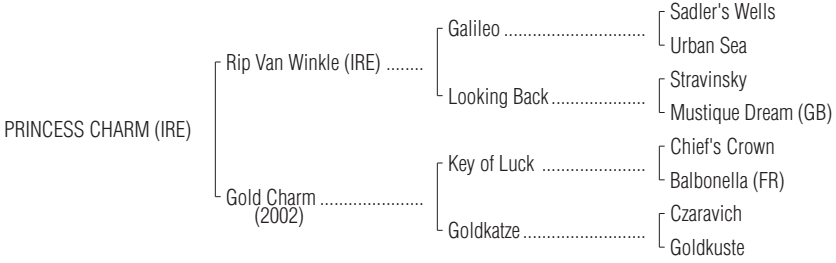 Sadler's Wells
Galileo ..............................
Urban Sea
Rip Van Winkle (IRE) ........
Stravinsky
Looking Back....................
Mustique Dream (GB)
PRINCESS CHARM (IRE)
Chief's Crown
Key of Luck ......................
Balbonella (FR)
Gold Charm ......................
(2002)
Czaravich
Goldkatze..........................
Goldkuste